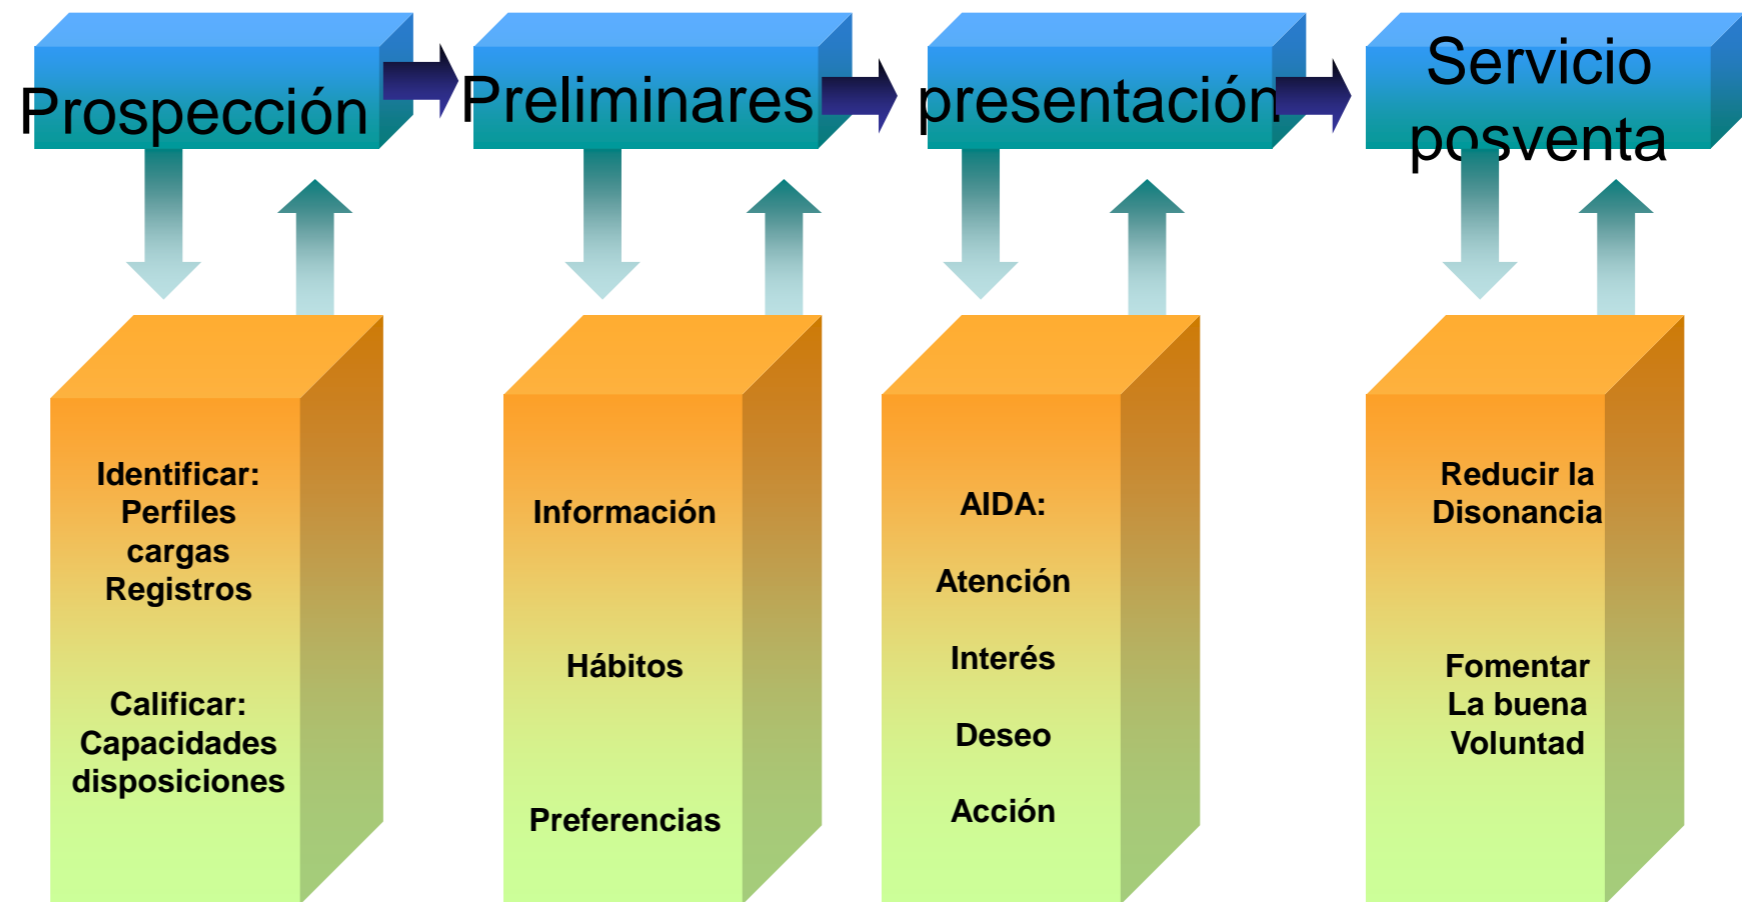 Prospección
Preliminares
presentación
Servicio
posventa
Identificar:
Perfiles
cargas
Registros
Calificar:
Capacidades
disposiciones
Información
Hábitos
Preferencias
AIDA:
Atención
Interés
Deseo
Acción
Reducir la
Disonancia
Fomentar
La buena
Voluntad